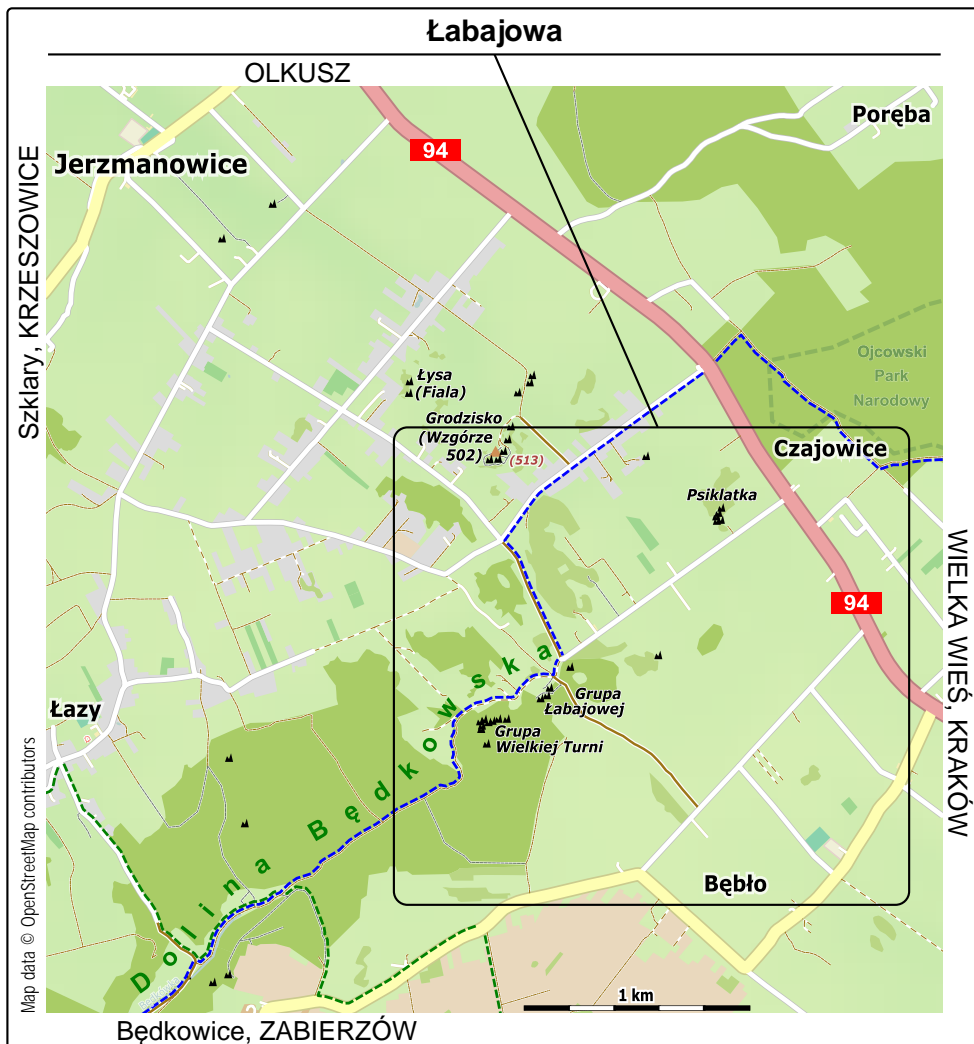 Łabajowa
OLKUSZ
Poręba
94
Jerzmanowice
Szklary, KRZESZOWICE
Ojcowski
Park
Narodowy
Łysa
(Fiala)
Grodzisko
(Wzgórze
502)
(513)
Czajowice
Psiklatka
WIELKA WIEŚ, KRAKÓW
94
Grupa
Łabajowej
Łazy
Grupa
Wielkiej Turni
Dolina Będkowska
Bębło
Map data © OpenStreetMap contributors
1 km
Będkowice, ZABIERZÓW